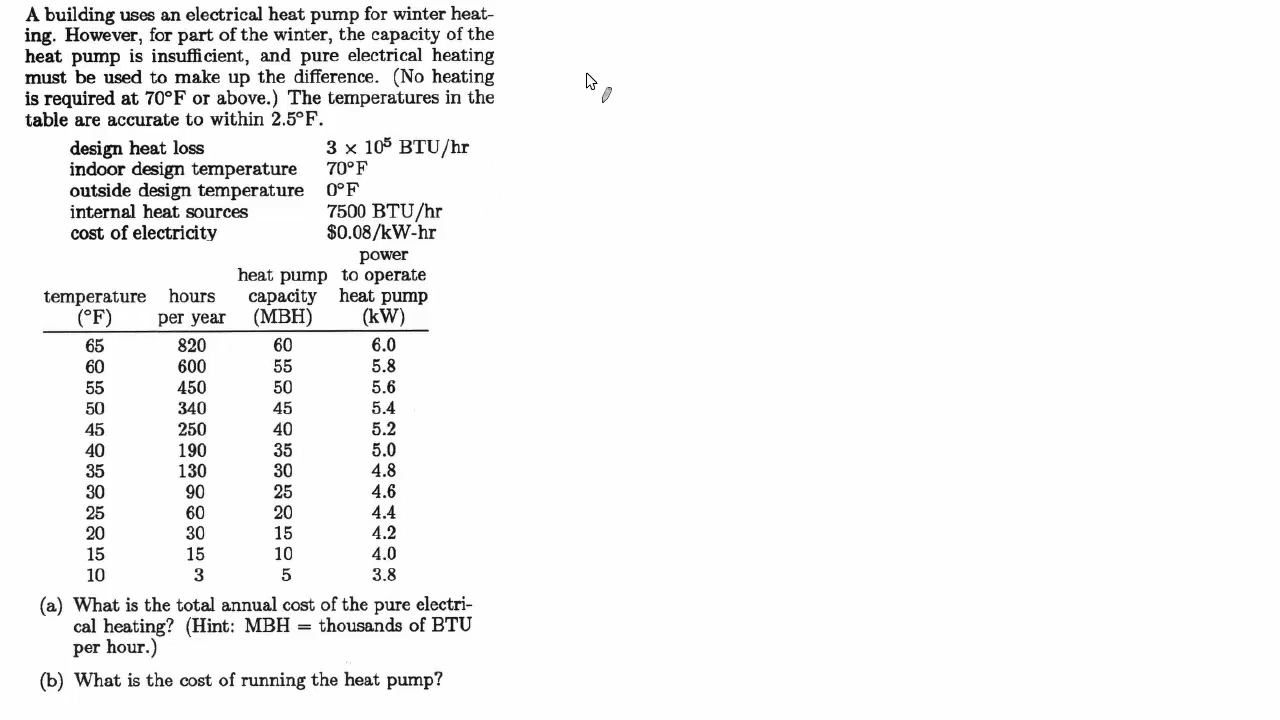 A building uses an electrical heat pump for winter heat-
ing. However, for part of the winter, the capacity of the
heat pump is insufficient, and pure electrical heating
must be used to make up the difference. (No heating
is required at 70°F or above.) The temperatures in the
table are accurate to within 2.5°F.
design heat loss 3 × 10⁵ BTU/hr
indoor design temperature 70°F
outside design temperature 0°F
internal heat sources 7500 BTU/hr
cost of electricity $0.08/kW-hr
power
heat pump to operate
temperature hours capacity heat pump
(°F) per year (MBH) (kW)
65 820 60 6.0
60 600 55 5.8
55 450 50 5.6
50 340 45 5.4
45 250 40 5.2
40 190 35 5.0
35 130 30 4.8
30 90 25 4.6
25 60 20 4.4
20 30 15 4.2
15 15 10 4.0
10 3 5 3.8
(a) What is the total annual cost of the pure electri-
cal heating? (Hint: MBH = thousands of BTU
per hour.)
(b) What is the cost of running the heat pump?